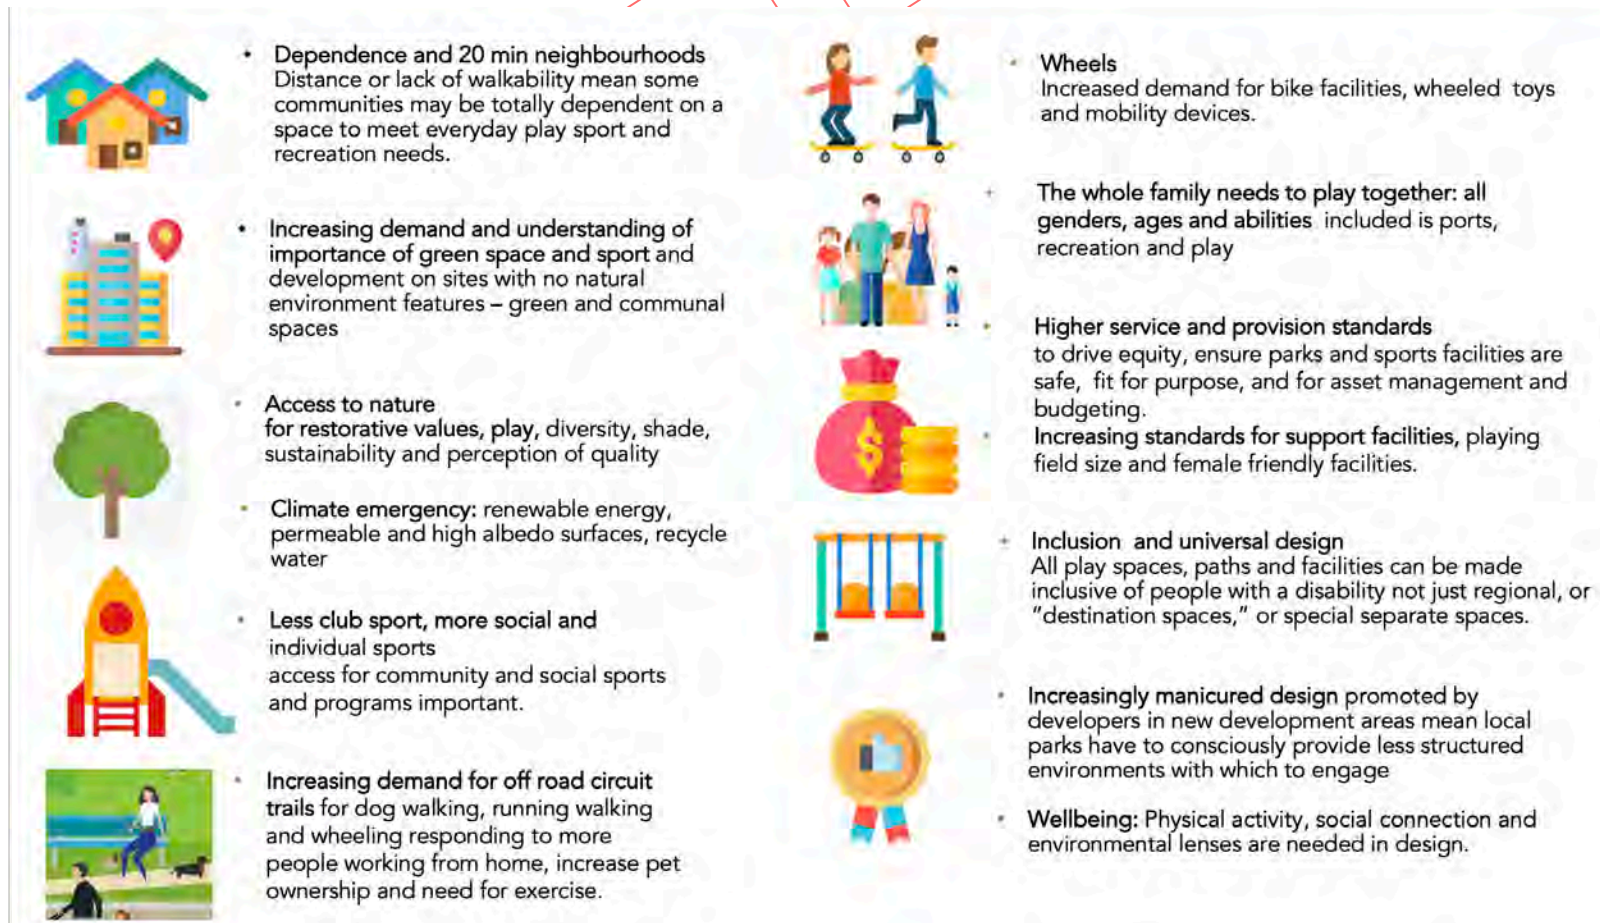 Dependence and 20 min neighbourhoods
Distance or lack of walkability mean some
communities may be totally dependent on a
space to meet everyday play sport and
recreation needs.
Increasing demand and understanding of
importance of green space and sport and
development on sites with no natural
environment features – green and communal
spaces
Access to nature
for restorative values, play, diversity, shade,
sustainability and perception of quality
Climate emergency: renewable energy,
permeable and high albedo surfaces, recycle
water
Less club sport, more social and
individual sports
access for community and social sports
and programs important.
Increasing demand for off road circuit
trails for dog walking, running walking
and wheeling responding to more
people working from home, increase pet
ownership and need for exercise.
Wheels
Increased demand for bike facilities, wheeled toys
and mobility devices.
The whole family needs to play together: all
genders, ages and abilities included is ports,
recreation and play
Higher service and provision standards
to drive equity, ensure parks and sports facilities are
safe, fit for purpose, and for asset management and
budgeting.
Increasing standards for support facilities, playing
field size and female friendly facilities.
$
Inclusion and universal design
All play spaces, paths and facilities can be made
inclusive of people with a disability not just regional, or
"destination spaces," or special separate spaces.
Increasingly manicured design promoted by
developers in new development areas mean local
parks have to consciously provide less structured
environments with which to engage
Wellbeing: Physical activity, social connection and
environmental lenses are needed in design.